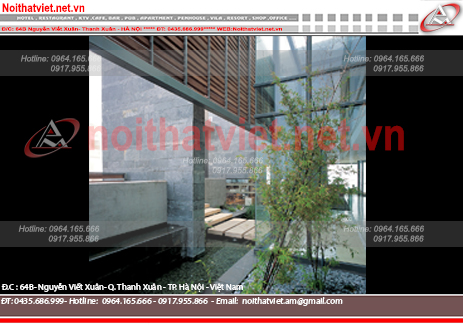 Noithatviet.net.vn
HOTEL . RESTAURANT . KTV.CAFE.BAR . PUB . APARTMENT . PENHOUSE . VILA . RESORT . SHOP .OFFICE ...
Đ/C: 64B Nguyễn Viết Xuân- Thanh Xuân - HÀ NỘI ***** ĐT: 0435.686.999***** WEB:Noithatviet.net.vn
Hotline: 0964.165.666
0917.955.866
Hotline: 0964.165.666
0917.955.866
noithatviet.net.vn
Hotline: 0964.165.666
0917.955.866
Hotline: 0964.165.666
0917.955.866
Hotline: 0964.165.666
0917.955.866
Đ.C : 64B- Nguyễn Viết Xuân- Q. Thanh Xuân - TP. Hà Nội - Việt Nam
ĐT: 0435.686.999- Hotline: 0964.165.666 - 0917.955.866 - Email: noithatviet.am@gmail.com